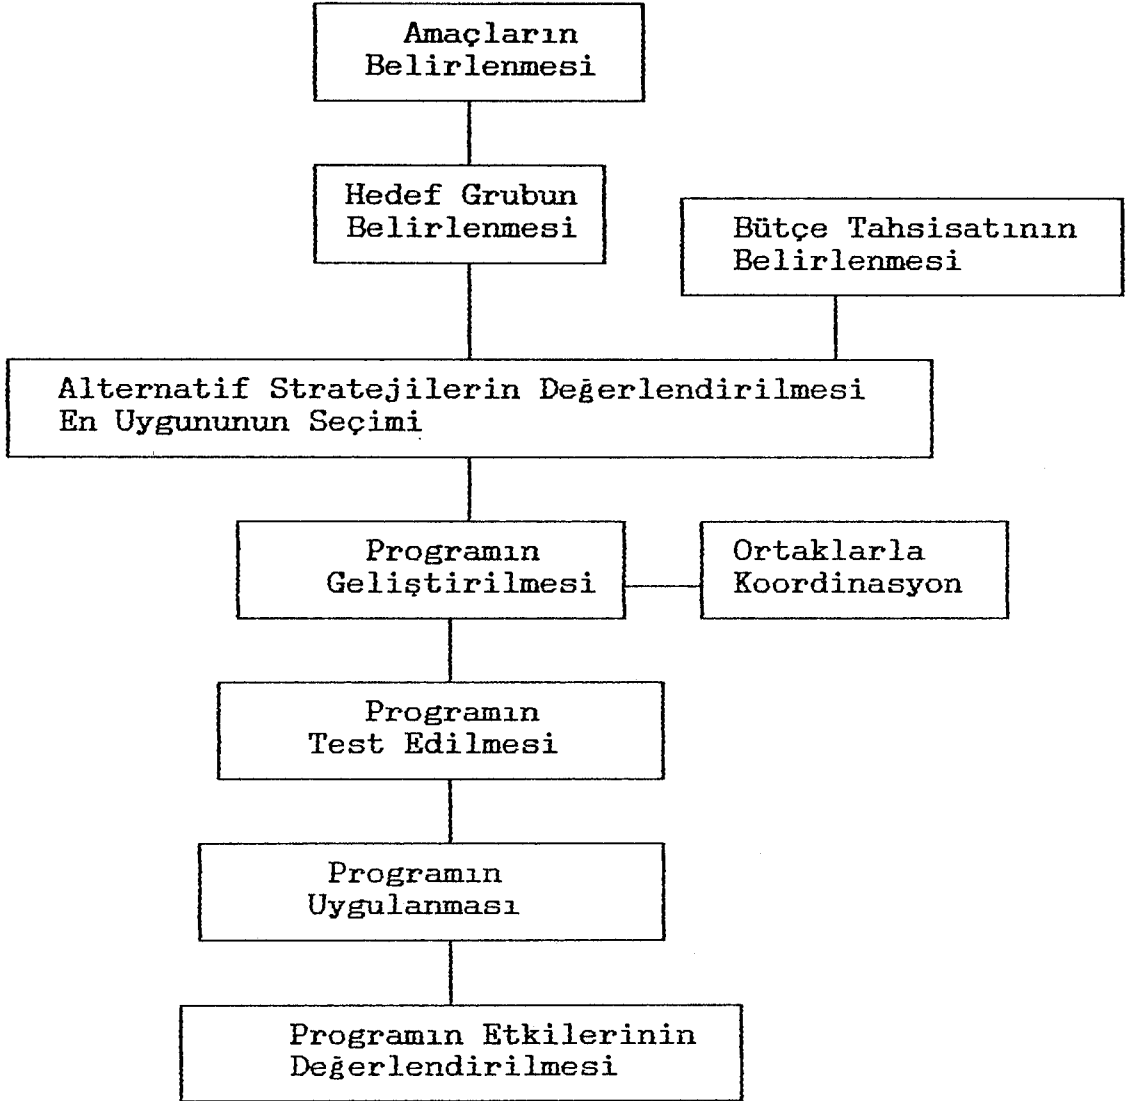 Amaçların
Belirlenmesi
Hedef Grubun
Belirlenmesi
Bütçe Tahsisatının
Belirlenmesi
Alternatif Stratejilerin Değerlendirilmesi
En Uygununun Seçimi
Programın
Geliştirilmesi
Ortaklarla
Koordinasyon
Programın
Test Edilmesi
Programın
Uygulanması
Programın Etkilerinin
Değerlendirilmesi